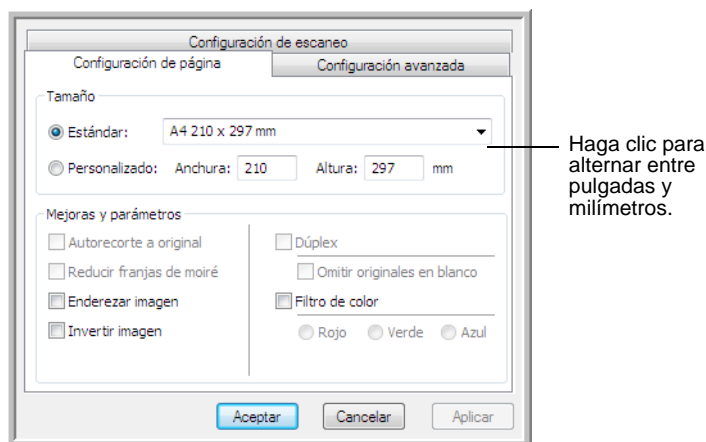 Configuración de escaneo
Configuración de página
Configuración avanzada
Tamaño
Estándar: A4 210 x 297 mm
Personalizado: Anchura: 210 Altura: 297 mm
Haga clic para
alternar entre
pulgadas y
milímetros.
Mejoras y parámetros
Autorecorte a original
Reducir franjas de moiré
Enderezar imagen
Invertir imagen
Dúplex
Omitir originales en blanco
Filtro de color
Rojo Verde Azul
Aceptar Cancelar Aplicar